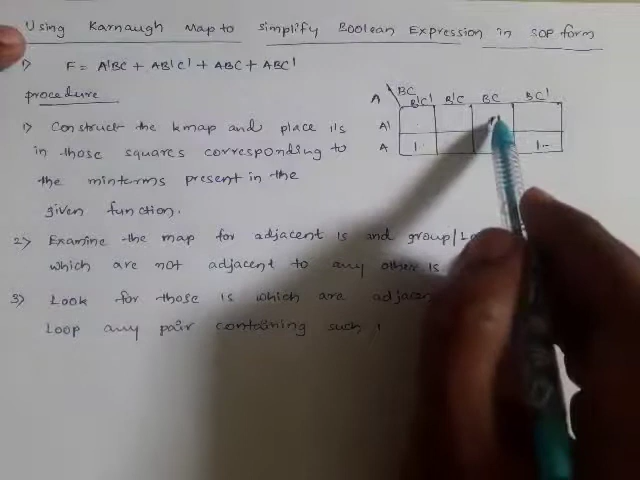 Using Karnaugh Map to simplify Boolean Expression in SOP form
1) F = A'BC + AB'C' + ABC + ABC'
procedure
BC
A B'C' B'C BC BC'
1) Construct the kmap and place 1s
A'
in those squares corresponding to
A 1 1
the minterms present in the
given function.
2) Examine the map for adjacent 1s and group/
which are not adjacent to any other 1s
3) Look for those 1s which are
Loop any pair containing such